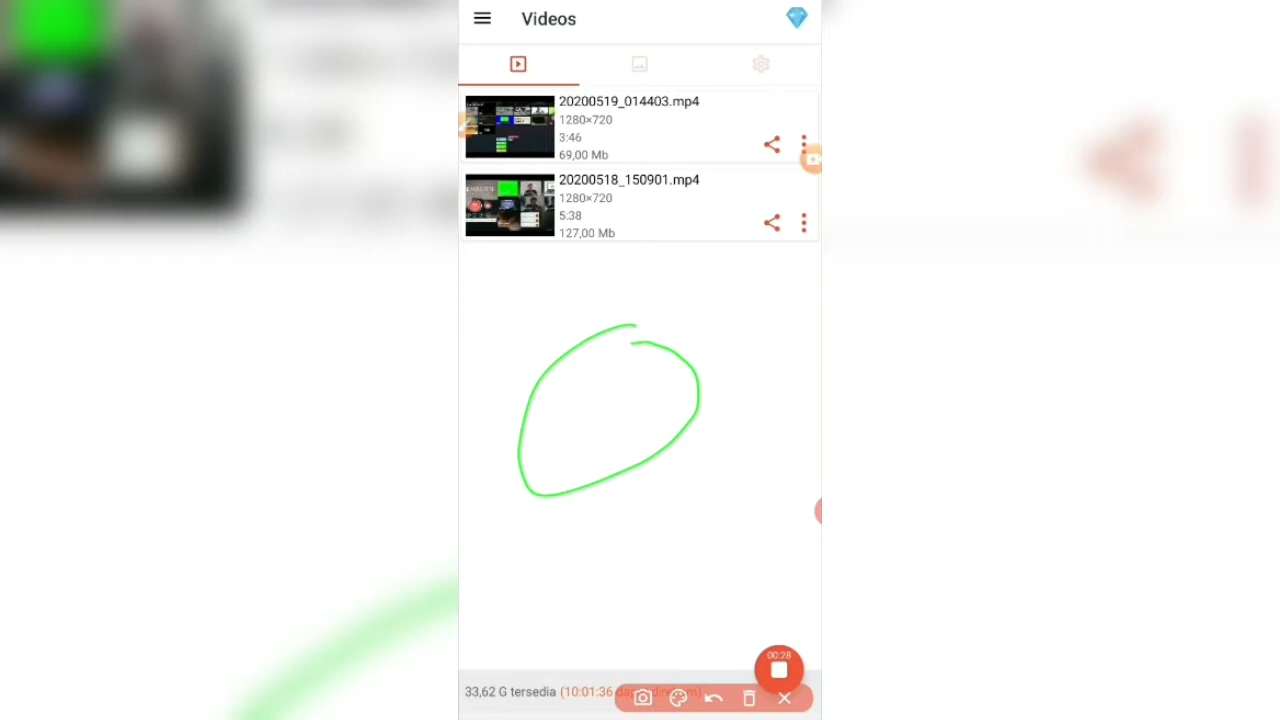 Videos
20200519_014403.mp4
1280×720
3:46
69,00 Mb
20200518_150901.mp4
1280×720
5:38
127,00 Mb
00:28
33,62 G tersedia (10:01:36